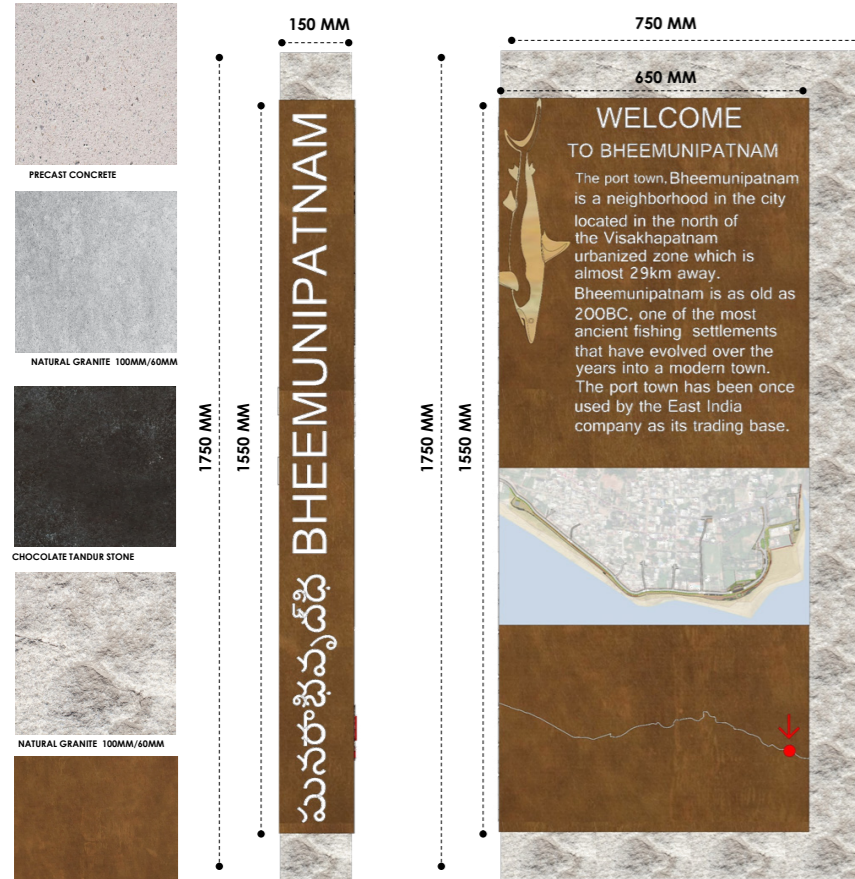 150 MM
750 MM
650 MM
PRECAST CONCRETE
NATURAL GRANITE 100MM/60MM
CHOCOLATE TANDUR STONE
NATURAL GRANITE 100MM/60MM
1750 MM
1550 MM
BHEEMUNIPATNAM
1750 MM
1550 MM
WELCOME
TO BHEEMUNIPATNAM
The port town, Bheemunipatnam
is a neighborhood in the city
located in the north of
the Visakhapatnam
urbanized zone which is
almost 29km away.
Bheemunipatnam is as old as
200BC, one of the most
ancient fishing settlements
that have evolved over the
years into a modern town.
The port town has been once
used by the East India
company as its trading base.